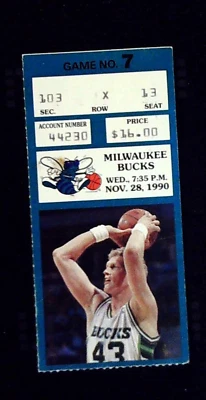 GAME NO. 7
103 X 13
SEC. ROW SEAT
ACCOUNT NUMBER PRICE
44230 $16.00
MILWAUKEE
BUCKS
WED., 7:35 P.M.
NOV. 28, 1990
BUCKS
43